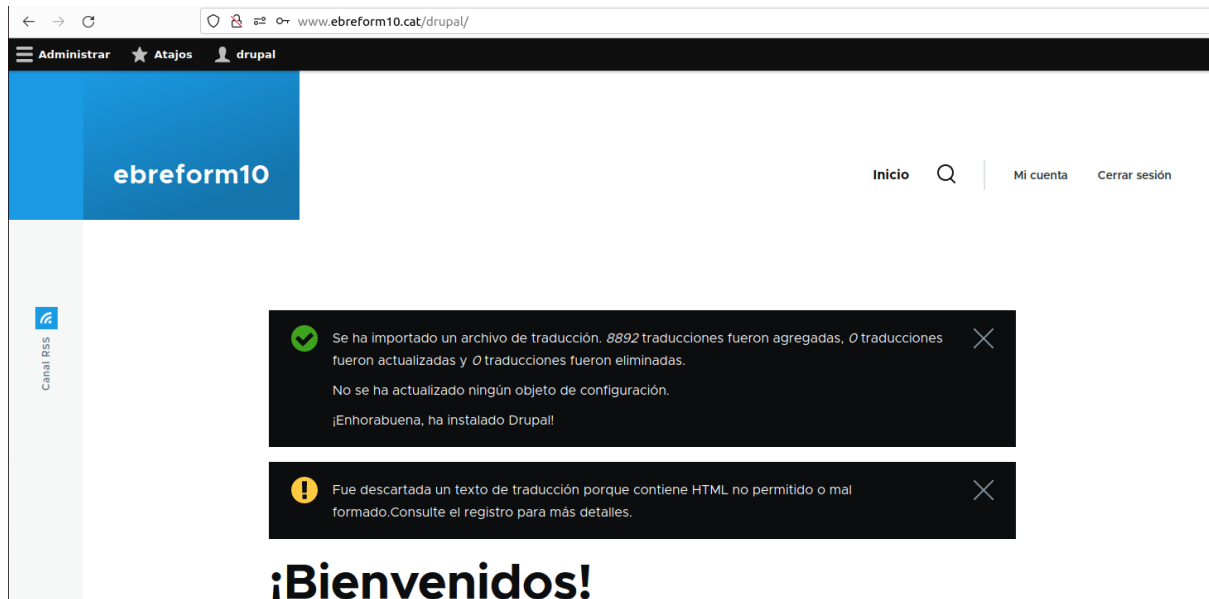 www.ebreform10.cat/drupal/
Administrar Atajos drupal
ebreform10
Inicio Mi cuenta Cerrar sesión
Canal Rss
Se ha importado un archivo de traducción. 8892 traducciones fueron agregadas, 0 traducciones
fueron actualizadas y 0 traducciones fueron eliminadas.
No se ha actualizado ningún objeto de configuración.
¡Enhorabuena, ha instalado Drupal!
Fue descartada un texto de traducción porque contiene HTML no permitido o mal
formado.Consulte el registro para más detalles.
¡Bienvenidos!